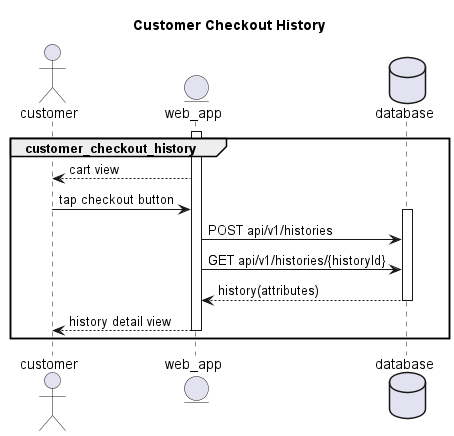 Customer Checkout History
customer
web_app
database
customer_checkout_history
cart view
tap checkout button
POST api/v1/histories
GET api/v1/histories/{historyId}
history(attributes)
history detail view
customer
web_app
database